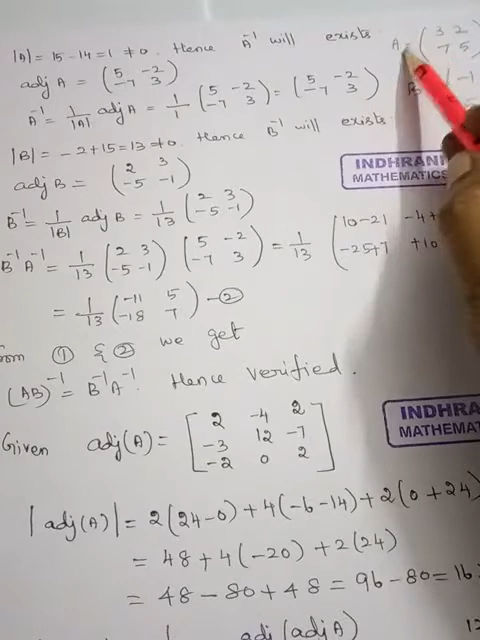 |A| = 15 - 14 = 1 ≠ 0. Hence A⁻¹ will exists. A = ( 3 2
7 5
adj A = ( 5 -2
-7 3 )
A⁻¹ = 1/|A| adj A = 1/1 ( 5 -2
-7 3 ) = ( 5 -2
-7 3 )
1 -1
|B| = -2 + 15 = 13 ≠ 0. Hence B⁻¹ will exists.
INDHRANI
MATHEMATICS
adj B = ( 2 3
-5 -1 )
B⁻¹ = 1/|B| adj B = 1/13 ( 2 3
-5 -1 )
B⁻¹ A⁻¹ = 1/13 ( 2 3
-5 -1 ) ( 5 -2
-7 3 ) = 1/13 ( 10-21 -4+
-25+7 +10
= 1/13 ( -11 5
-18 7 ) - ②
① & ② we get
(AB)⁻¹ = B⁻¹A⁻¹. Hence verified.
INDHRA
MATHEMAT
Given adj(A) = [ 2 -4 2
-3 12 -7
-2 0 2 ]
|adj(A)| = 2(24-0) + 4(-6-14) + 2(0+24)
= 48 + 4(-20) + 2(24)
= 48 - 80 + 48 = 96 - 80 = 16
adj(adj A)